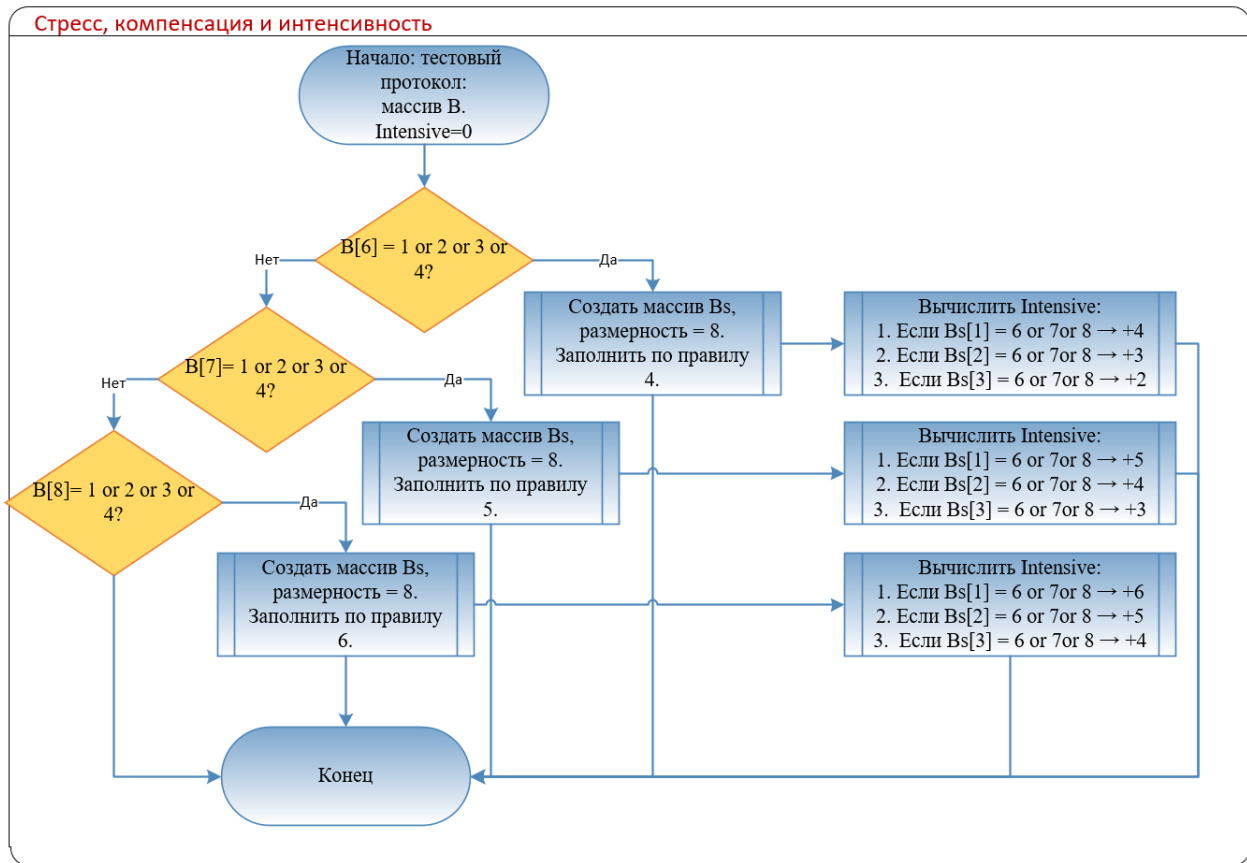 Стресс, компенсация и интенсивность
Начало: тестовый
протокол:
массив B.
Intensive=0
B[6] = 1 or 2 or 3 or
4?
Нет
Да
Создать массив Bs,
размерность = 8.
Заполнить по правилу
4.
Вычислить Intensive:
1. Если Bs[1] = 6 or 7or 8 → +4
2. Если Bs[2] = 6 or 7or 8 → +3
3. Если Bs[3] = 6 or 7or 8 → +2
B[7]= 1 or 2 or 3 or
4?
Нет
Да
Создать массив Bs,
размерность = 8.
Заполнить по правилу
5.
Вычислить Intensive:
1. Если Bs[1] = 6 or 7or 8 → +5
2. Если Bs[2] = 6 or 7or 8 → +4
3. Если Bs[3] = 6 or 7or 8 → +3
B[8]= 1 or 2 or 3 or
4?
Да
Создать массив Bs,
размерность = 8.
Заполнить по правилу
6.
Вычислить Intensive:
1. Если Bs[1] = 6 or 7or 8 → +6
2. Если Bs[2] = 6 or 7or 8 → +5
3. Если Bs[3] = 6 or 7or 8 → +4
Конец